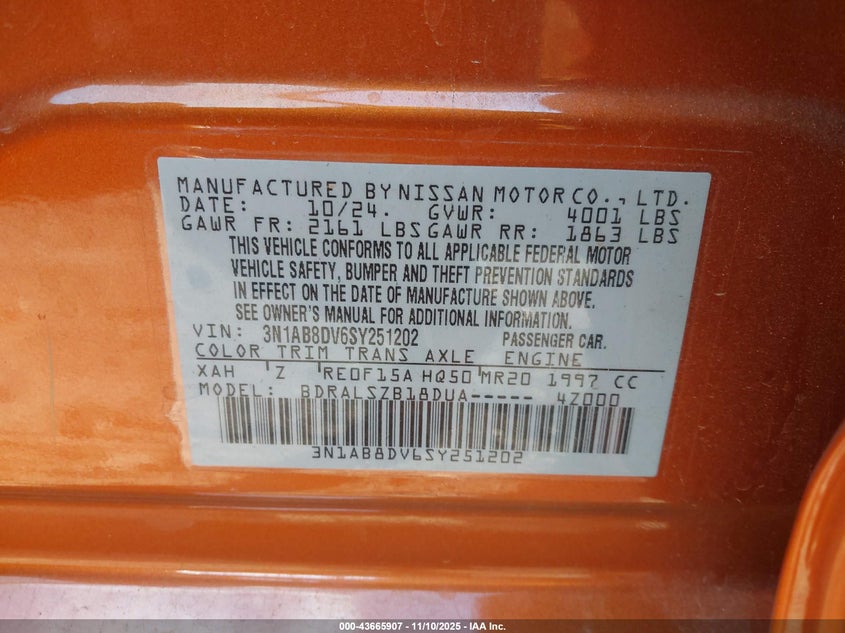 MANUFACTURED BY NISSAN MOTOR CO., LTD.
DATE: 10/24. GVWR: 4001 LBS
GAWR FR: 2161 LBS GAWR RR: 1863 LBS
THIS VEHICLE CONFORMS TO ALL APPLICABLE FEDERAL MOTOR
VEHICLE SAFETY, BUMPER AND THEFT PREVENTION STANDARDS
IN EFFECT ON THE DATE OF MANUFACTURE SHOWN ABOVE.
SEE OWNER'S MANUAL FOR ADDITIONAL INFORMATION.
VIN: 3N1AB8DV6SY251202 PASSENGER CAR.
COLOR TRIM TRANS AXLE ENGINE
XAH Z RE0F15A HQ50 MR20 1997 CC
MODEL: BDRALSZB18DUA----- 4Z000
3N1AB8DV6SY251202
000-43665907 - 11/10/2025 - IAA Inc.